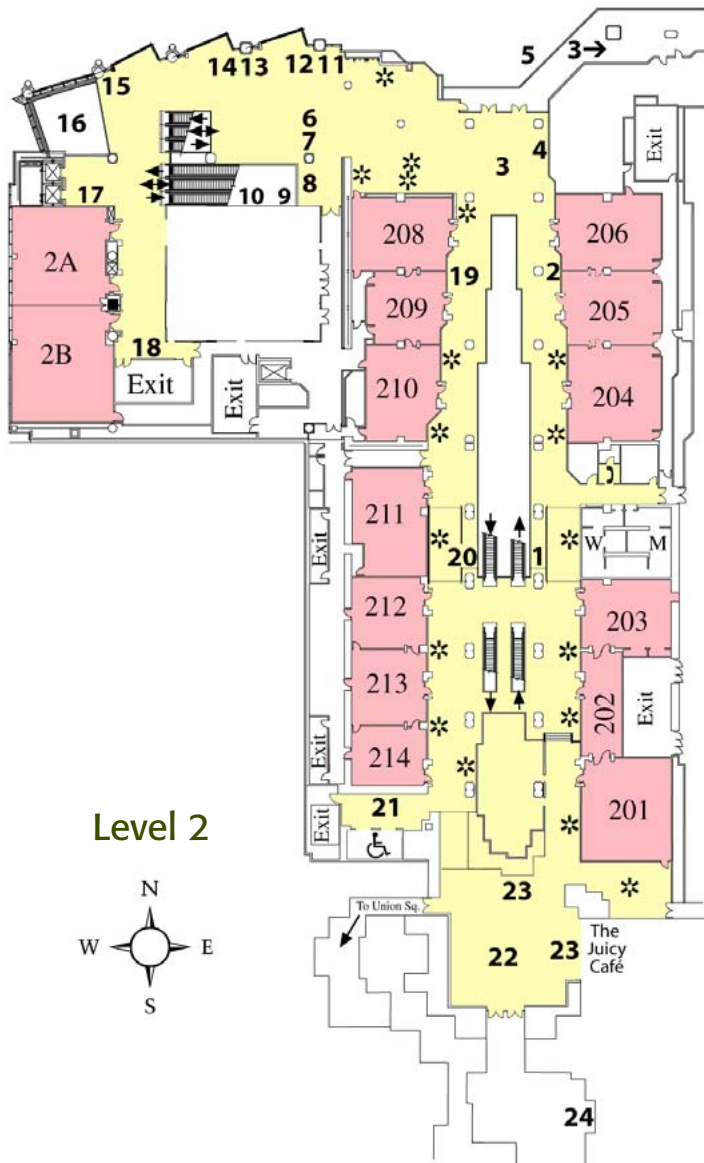 5 3→
14 13 12 11
15
16
6
7
4
Exit
3
17
8
10 9
208
206
2A
19
2
209
205
2B
18
210
204
Exit
Exit
211
20
1
W M
Exit
212
203
213
202
Exit
Exit
214
201
Level 2
21
Exit
N
W E
S
To Union Sq.
23
23
The
Juicy
Café
22
24